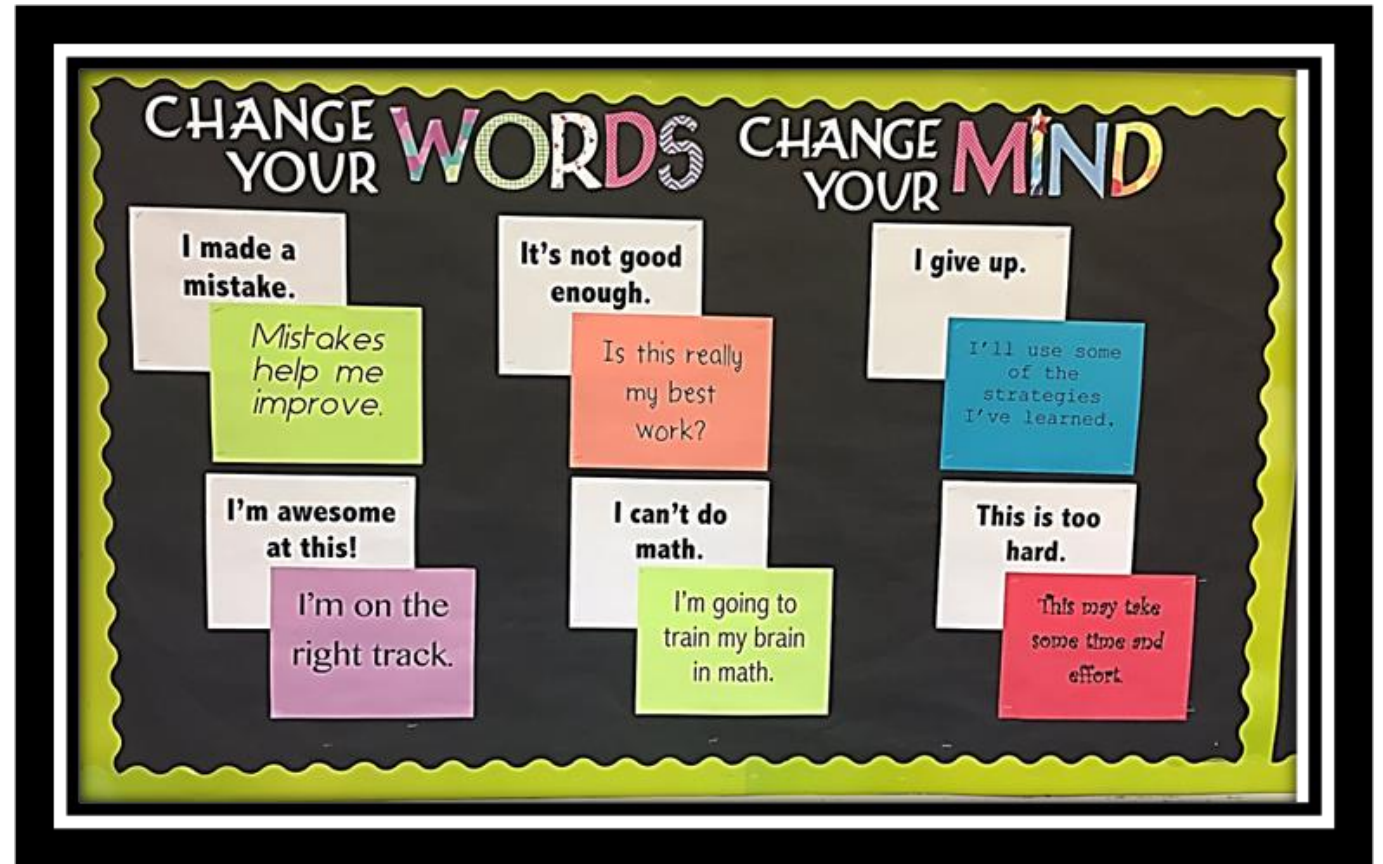 CHANGE YOUR WORDS CHANGE YOUR MIND
I made a
mistake.
Mistakes
help me
improve.
It's not good
enough.
Is this really
my best
work?
I give up.
I'll use some
of the
strategies
I've learned.
I'm awesome
at this!
I'm on the
right track.
I can't do
math.
I'm going to
train my brain
in math.
This is too
hard.
This may take
some time and
effort.